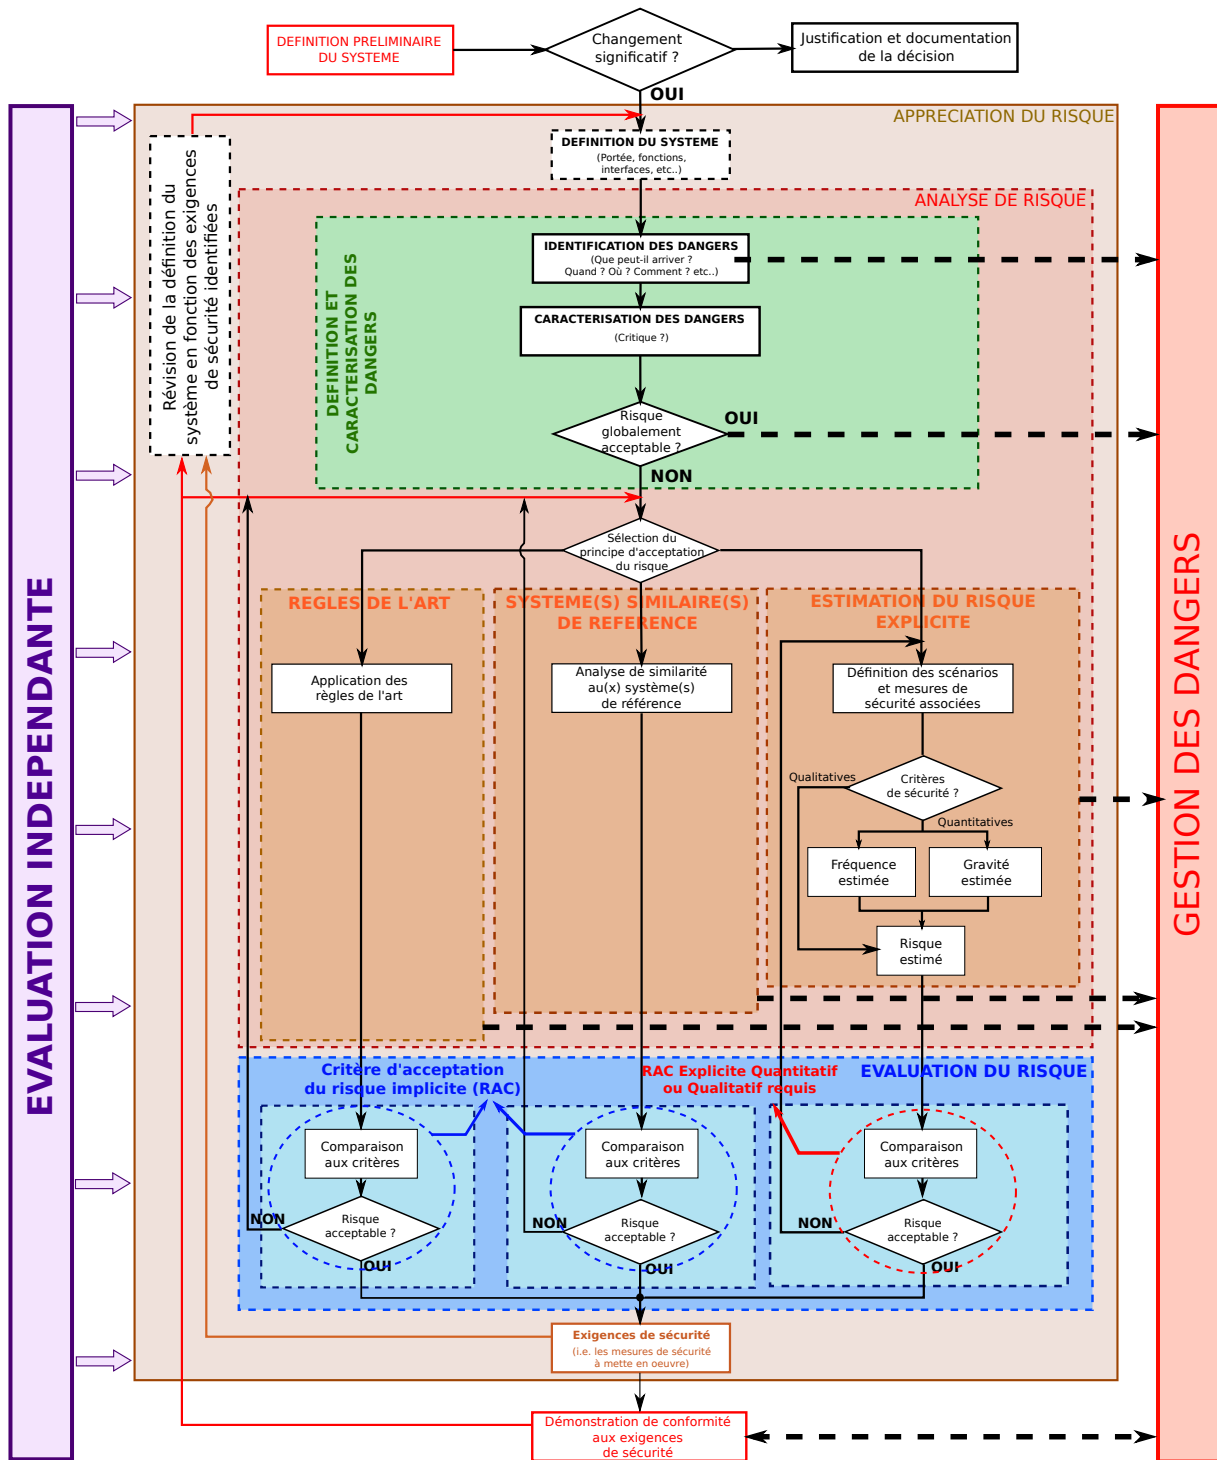 DEFINITION PRELIMINAIRE
DU SYSTEME
Changement
significatif ?
Justification et documentation
de la décision
OUI
APPRECIATION DU RISQUE
EVALUATION INDEPENDANTE
GESTION DES DANGERS
Révision de la définition du
système en fonction des exigences
de sécurité identifiées
DEFINITION DU SYSTEME
(Portée, fonctions,
interfaces, etc..)
ANALYSE DE RISQUE
DEFINITION ET
CARACTERISATION DES
DANGERS
IDENTIFICATION DES DANGERS
(Que peut-il arriver ?
Quand ? Où ? Comment ? etc..)
CARACTERISATION DES DANGERS
(Critique ?)
Risque
globalement
acceptable ?
OUI
NON
Sélection du
principe d'acceptation
du risque
REGLES DE L'ART
SYSTEME(S) SIMILAIRE(S)
DE REFERENCE
ESTIMATION DU RISQUE
EXPLICITE
Application des
règles de l'art
Analyse de similarité
au(x) système(s)
de référence
Définition des scénarios
et mesures de
sécurité associées
Qualitatives
Critères
de sécurité ?
Quantitatives
Fréquence
estimée
Gravité
estimée
Risque
estimé
Critère d'acceptation
du risque implicite (RAC)
RAC Explicite Quantitatif
ou Qualitatif requis
EVALUATION DU RISQUE
Comparaison
aux critères
Comparaison
aux critères
Comparaison
aux critères
NON
Risque
acceptable ?
OUI
NON
Risque
acceptable ?
OUI
NON
Risque
acceptable ?
OUI
Exigences de sécurité
(i.e. les mesures de sécurité
à mette en oeuvre)
Démonstration de conformité
aux exigences
de sécurité